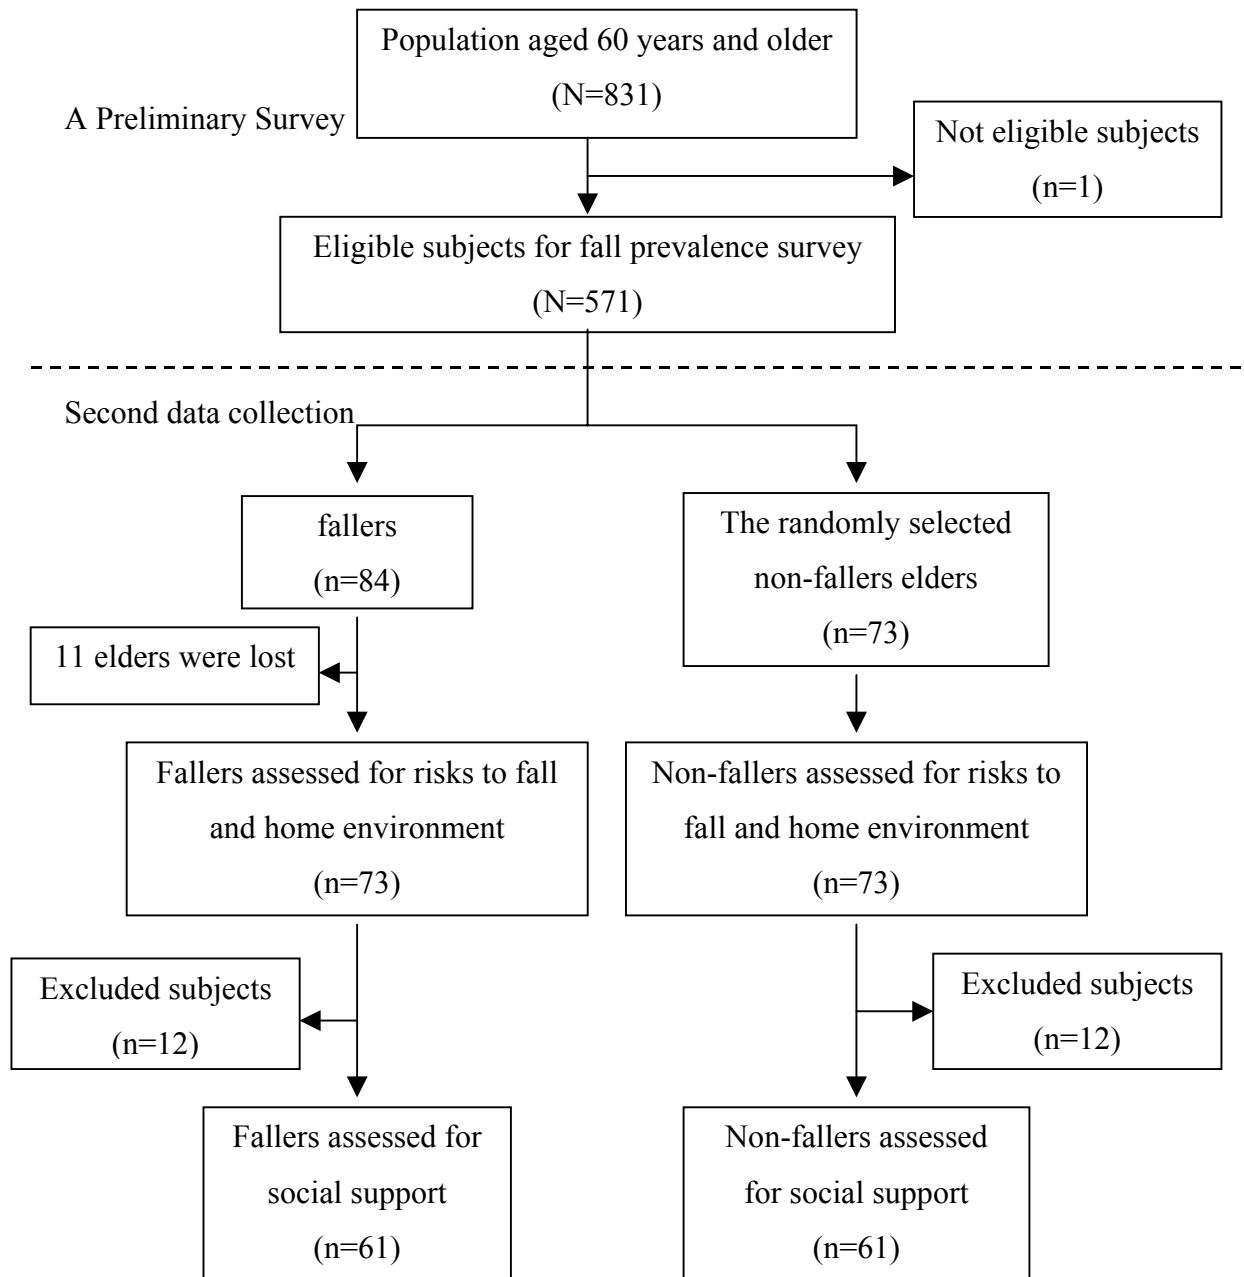 Population aged 60 years and older
(N=831)
A Preliminary Survey
Not eligible subjects
(n=1)
Eligible subjects for fall prevalence survey
(N=571)
Second data collection
fallers
(n=84)
The randomly selected
non-fallers elders
(n=73)
11 elders were lost
Fallers assessed for risks to fall
and home environment
(n=73)
Non-fallers assessed for risks to
fall and home environment
(n=73)
Excluded subjects
(n=12)
Excluded subjects
(n=12)
Fallers assessed for
social support
(n=61)
Non-fallers assessed
for social support
(n=61)